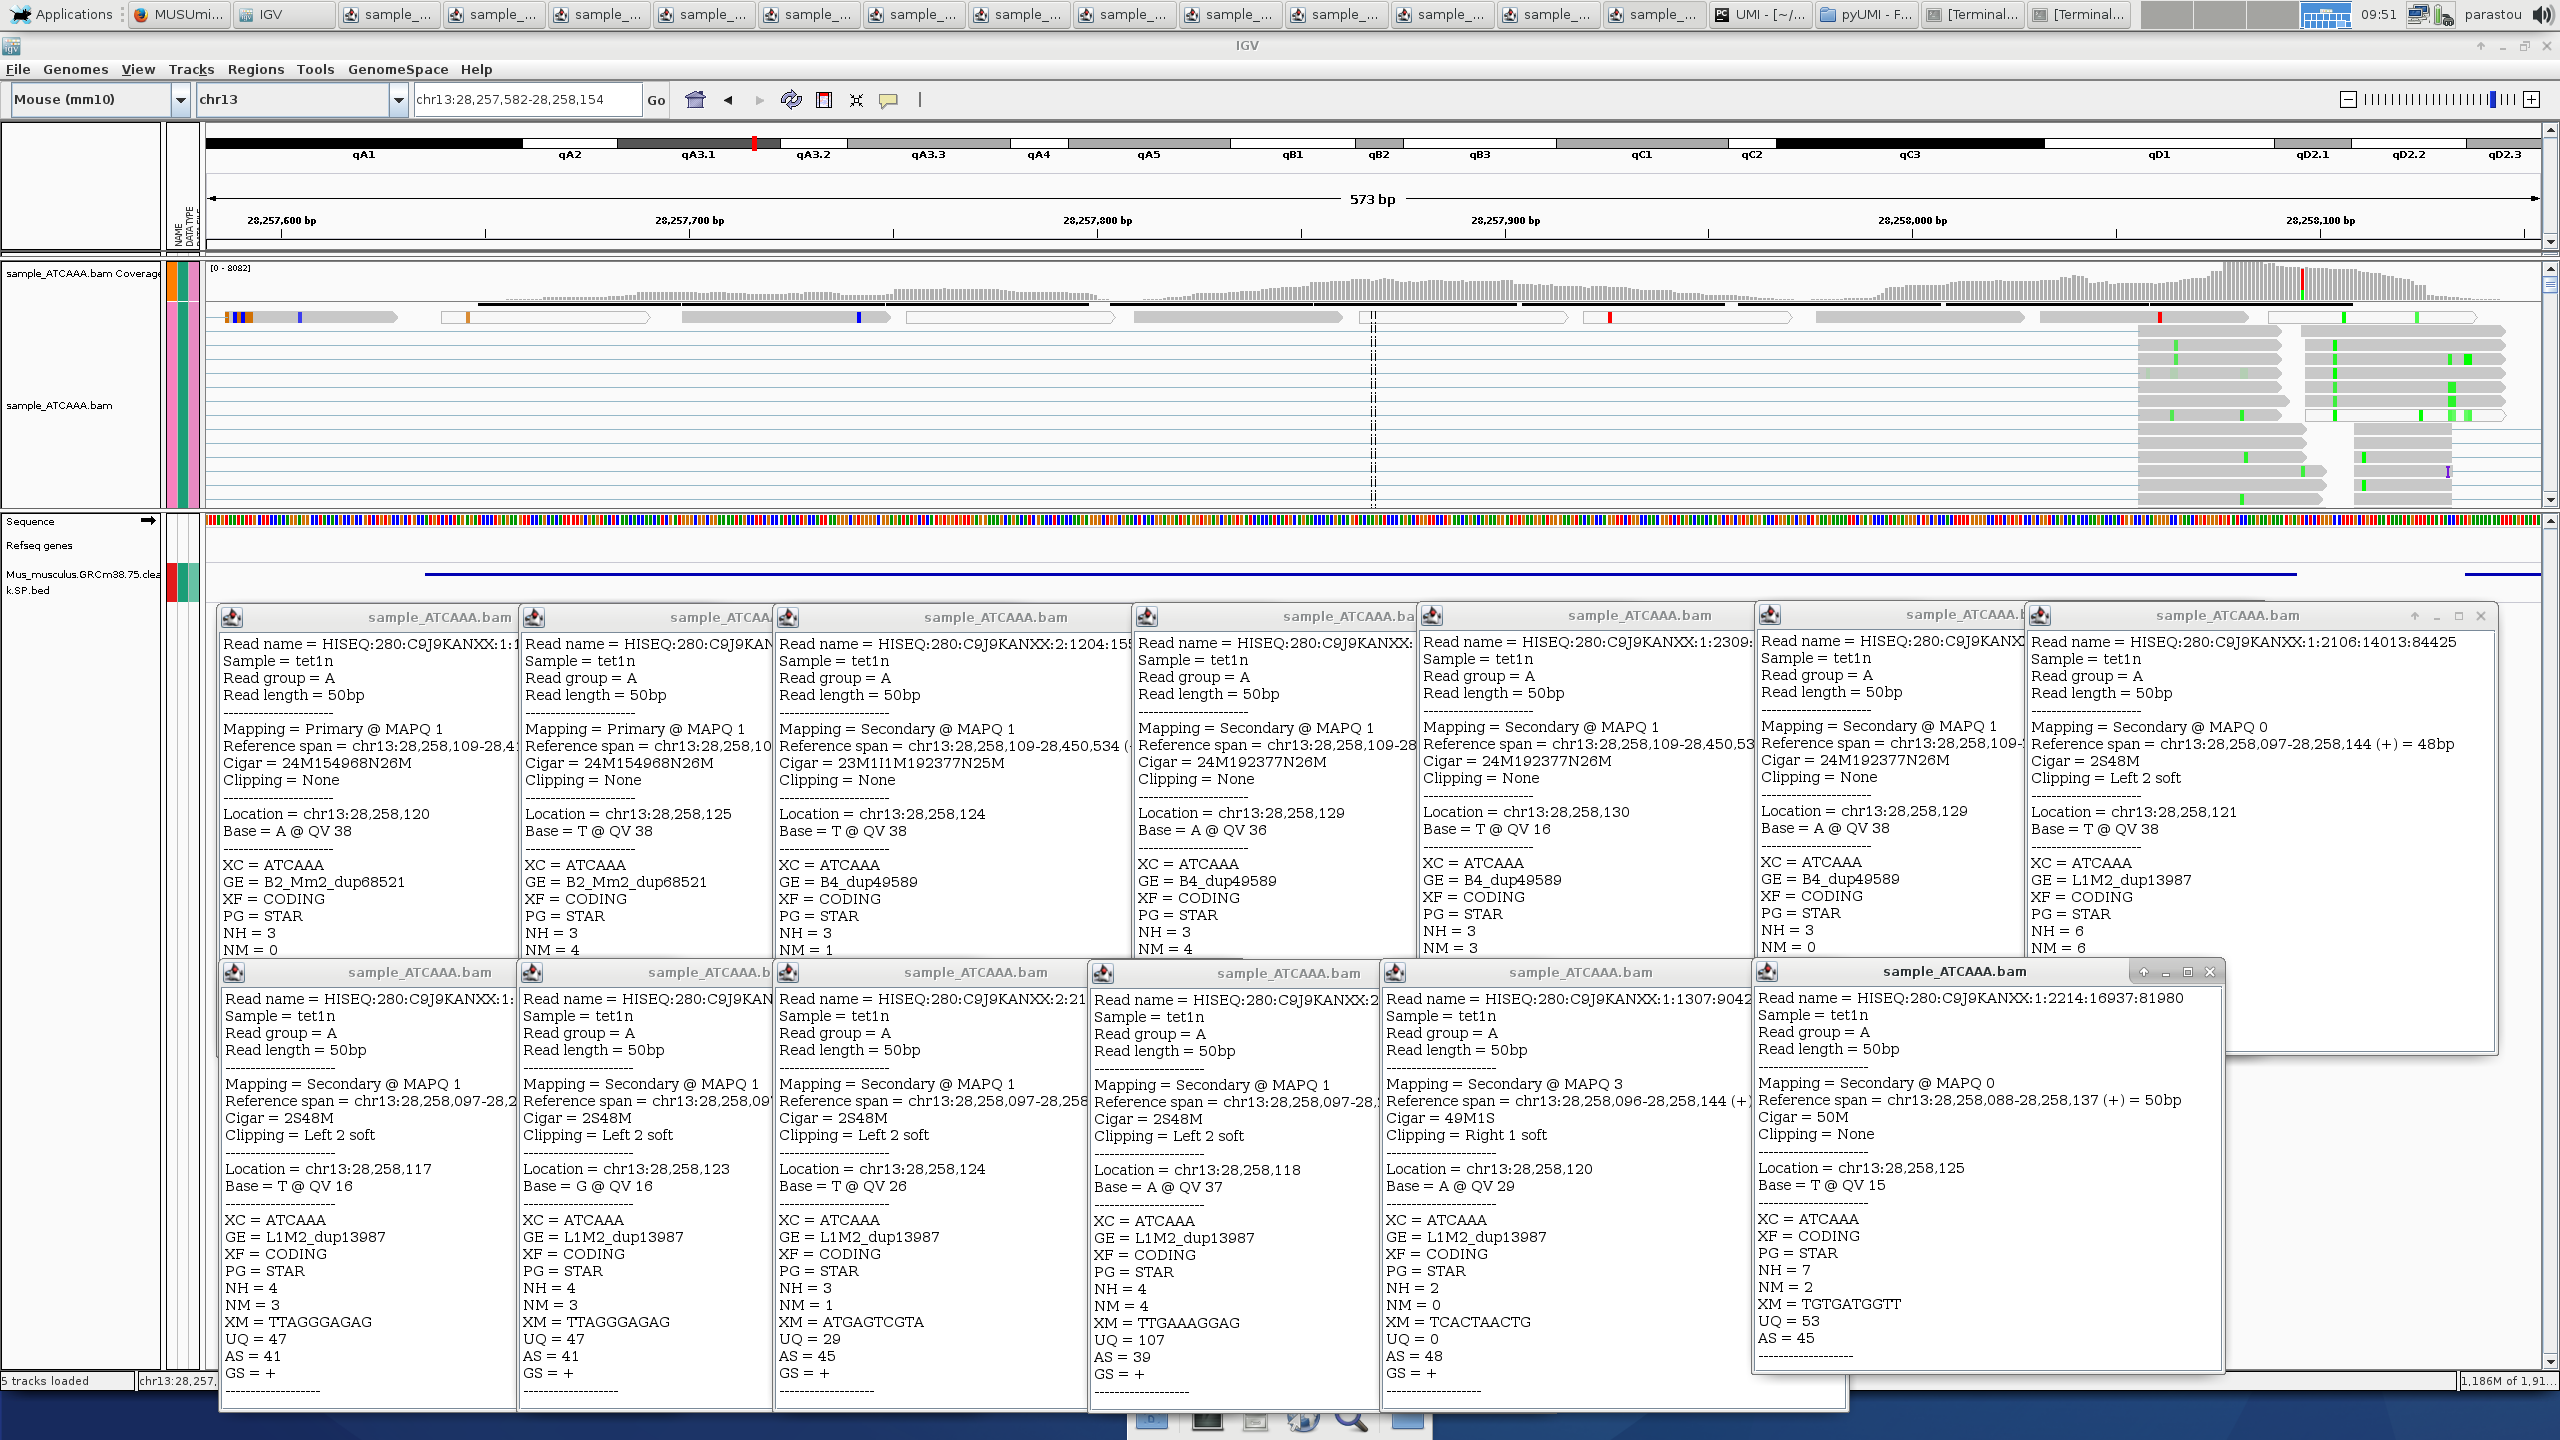 Applications
MUSUmi...
IGV
sample_...
sample_...
sample_...
sample_...
sample_...
sample_...
sample_...
sample_...
sample_...
sample_...
sample_...
sample_...
sample_...
UMI - [~/...
pyUMI - F...
[Terminal...
[Terminal...
09:51
parastou
IGV
File Genomes View Tracks Regions Tools GenomeSpace Help
Mouse (mm10)
chr13
chr13:28,257,582-28,258,154
Go
qA1 qA2 qA3.1 qA3.2 qA3.3 qA4 qA5 qB1 qB2 qB3 qC1 qC2 qC3 qD1 qD2.1 qD2.2 qD2.3
573 bp
28,257,600 bp 28,257,700 bp 28,257,800 bp 28,257,900 bp 28,258,000 bp 28,258,100 bp
NAME
DATA TYPE
sample_ATCAAA.bam Coverage
[0 - 8082]
sample_ATCAAA.bam
Sequence
Refseq genes
Mus_musculus.GRCm38.75.clea
k.SP.bed
sample_ATCAAA.bam
Read name = HISEQ:280:C9J9KANXX:1:1
Sample = tet1n
Read group = A
Read length = 50bp
----------------------
Mapping = Primary @ MAPQ 1
Reference span = chr13:28,258,109-28,41
Cigar = 24M154968N26M
Clipping = None
----------------------
Location = chr13:28,258,120
Base = A @ QV 38
----------------------
XC = ATCAAA
GE = B2_Mm2_dup68521
XF = CODING
PG = STAR
NH = 3
NM = 0
sample_ATCAA
Read name = HISEQ:280:C9J9KAN
Sample = tet1n
Read group = A
Read length = 50bp
----------------------
Mapping = Primary @ MAPQ 1
Reference span = chr13:28,258,10
Cigar = 24M154968N26M
Clipping = None
----------------------
Location = chr13:28,258,125
Base = T @ QV 38
----------------------
XC = ATCAAA
GE = B2_Mm2_dup68521
XF = CODING
PG = STAR
NH = 3
NM = 4
sample_ATCAAA.bam
Read name = HISEQ:280:C9J9KANXX:2:1204:155
Sample = tet1n
Read group = A
Read length = 50bp
----------------------
Mapping = Secondary @ MAPQ 1
Reference span = chr13:28,258,109-28,450,534 (
Cigar = 23M1I1M192377N25M
Clipping = None
----------------------
Location = chr13:28,258,124
Base = T @ QV 38
----------------------
XC = ATCAAA
GE = B4_dup49589
XF = CODING
PG = STAR
NH = 3
NM = 1
sample_ATCAAA.ba
Read name = HISEQ:280:C9J9KANXX:
Sample = tet1n
Read group = A
Read length = 50bp
----------------------
Mapping = Secondary @ MAPQ 1
Reference span = chr13:28,258,109-28
Cigar = 24M192377N26M
Clipping = None
----------------------
Location = chr13:28,258,129
Base = A @ QV 36
----------------------
XC = ATCAAA
GE = B4_dup49589
XF = CODING
PG = STAR
NH = 3
NM = 4
sample_ATCAAA.bam
Read name = HISEQ:280:C9J9KANXX:1:2309:
Sample = tet1n
Read group = A
Read length = 50bp
----------------------
Mapping = Secondary @ MAPQ 1
Reference span = chr13:28,258,109-28,450,53
Cigar = 24M192377N26M
Clipping = None
----------------------
Location = chr13:28,258,130
Base = T @ QV 16
----------------------
XC = ATCAAA
GE = B4_dup49589
XF = CODING
PG = STAR
NH = 3
NM = 3
sample_ATCAAA.b
Read name = HISEQ:280:C9J9KANX
Sample = tet1n
Read group = A
Read length = 50bp
----------------------
Mapping = Secondary @ MAPQ 1
Reference span = chr13:28,258,109-
Cigar = 24M192377N26M
Clipping = None
----------------------
Location = chr13:28,258,129
Base = A @ QV 38
----------------------
XC = ATCAAA
GE = B4_dup49589
XF = CODING
PG = STAR
NH = 3
NM = 0
sample_ATCAAA.bam
Read name = HISEQ:280:C9J9KANXX:1:2106:14013:84425
Sample = tet1n
Read group = A
Read length = 50bp
----------------------
Mapping = Secondary @ MAPQ 0
Reference span = chr13:28,258,097-28,258,144 (+) = 48bp
Cigar = 2S48M
Clipping = Left 2 soft
----------------------
Location = chr13:28,258,121
Base = T @ QV 38
----------------------
XC = ATCAAA
GE = L1M2_dup13987
XF = CODING
PG = STAR
NH = 6
NM = 6
sample_ATCAAA.bam
Read name = HISEQ:280:C9J9KANXX:1:
Sample = tet1n
Read group = A
Read length = 50bp
----------------------
Mapping = Secondary @ MAPQ 1
Reference span = chr13:28,258,097-28,2
Cigar = 2S48M
Clipping = Left 2 soft
----------------------
Location = chr13:28,258,117
Base = T @ QV 16
----------------------
XC = ATCAAA
GE = L1M2_dup13987
XF = CODING
PG = STAR
NH = 4
NM = 3
XM = TTAGGGAGAG
UQ = 47
AS = 41
GS = +
-------------------
sample_ATCAAA.b
Read name = HISEQ:280:C9J9KAN
Sample = tet1n
Read group = A
Read length = 50bp
----------------------
Mapping = Secondary @ MAPQ 1
Reference span = chr13:28,258,09
Cigar = 2S48M
Clipping = Left 2 soft
----------------------
Location = chr13:28,258,123
Base = G @ QV 16
----------------------
XC = ATCAAA
GE = L1M2_dup13987
XF = CODING
PG = STAR
NH = 4
NM = 3
XM = TTAGGGAGAG
UQ = 47
AS = 41
GS = +
-------------------
sample_ATCAAA.bam
Read name = HISEQ:280:C9J9KANXX:2:21
Sample = tet1n
Read group = A
Read length = 50bp
----------------------
Mapping = Secondary @ MAPQ 1
Reference span = chr13:28,258,097-28,258
Cigar = 2S48M
Clipping = Left 2 soft
----------------------
Location = chr13:28,258,124
Base = T @ QV 26
----------------------
XC = ATCAAA
GE = L1M2_dup13987
XF = CODING
PG = STAR
NH = 3
NM = 1
XM = ATGAGTCGTA
UQ = 29
AS = 45
GS = +
-------------------
sample_ATCAAA.bam
Read name = HISEQ:280:C9J9KANXX:2
Sample = tet1n
Read group = A
Read length = 50bp
----------------------
Mapping = Secondary @ MAPQ 1
Reference span = chr13:28,258,097-28,
Cigar = 2S48M
Clipping = Left 2 soft
----------------------
Location = chr13:28,258,118
Base = A @ QV 37
----------------------
XC = ATCAAA
GE = L1M2_dup13987
XF = CODING
PG = STAR
NH = 4
NM = 4
XM = TTGAAAGGAG
UQ = 107
AS = 39
GS = +
-------------------
sample_ATCAAA.bam
Read name = HISEQ:280:C9J9KANXX:1:1307:9042
Sample = tet1n
Read group = A
Read length = 50bp
----------------------
Mapping = Secondary @ MAPQ 3
Reference span = chr13:28,258,096-28,258,144 (+)
Cigar = 49M1S
Clipping = Right 1 soft
----------------------
Location = chr13:28,258,120
Base = A @ QV 29
----------------------
XC = ATCAAA
GE = L1M2_dup13987
XF = CODING
PG = STAR
NH = 2
NM = 0
XM = TCACTAACTG
UQ = 0
AS = 48
GS = +
-------------------
sample_ATCAAA.bam
Read name = HISEQ:280:C9J9KANXX:1:2214:16937:81980
Sample = tet1n
Read group = A
Read length = 50bp
----------------------
Mapping = Secondary @ MAPQ 0
Reference span = chr13:28,258,088-28,258,137 (+) = 50bp
Cigar = 50M
Clipping = None
----------------------
Location = chr13:28,258,125
Base = T @ QV 15
----------------------
XC = ATCAAA
XF = CODING
PG = STAR
NH = 7
NM = 2
XM = TGTGATGGTT
UQ = 53
AS = 45
-------------------
5 tracks loaded
chr13:28,257,
1,186M of 1,91...